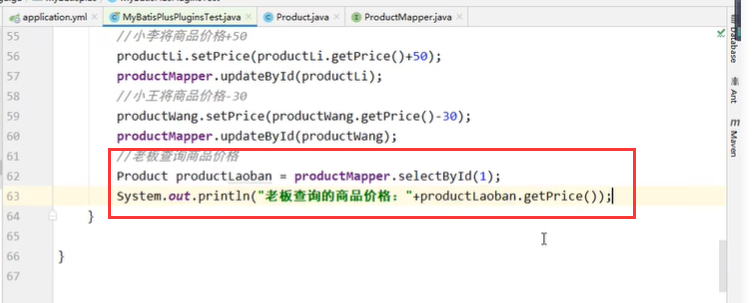 application.yml MyBatisPlusPluginsTest.java Product.java ProductMapper.java
55 //小李将商品价格+50
56 productLi.setPrice(productLi.getPrice()+50);
57 productMapper.updateById(productLi);
58 //小王将商品价格-30
59 productWang.setPrice(productWang.getPrice()-30);
60 productMapper.updateById(productWang);
61 //老板查询商品价格
62 Product productLaoban = productMapper.selectById(1);
63 System.out.println("老板查询的商品价格："+productLaoban.getPrice());
64 }
65
66 }
67
Database
Ant
m Maven